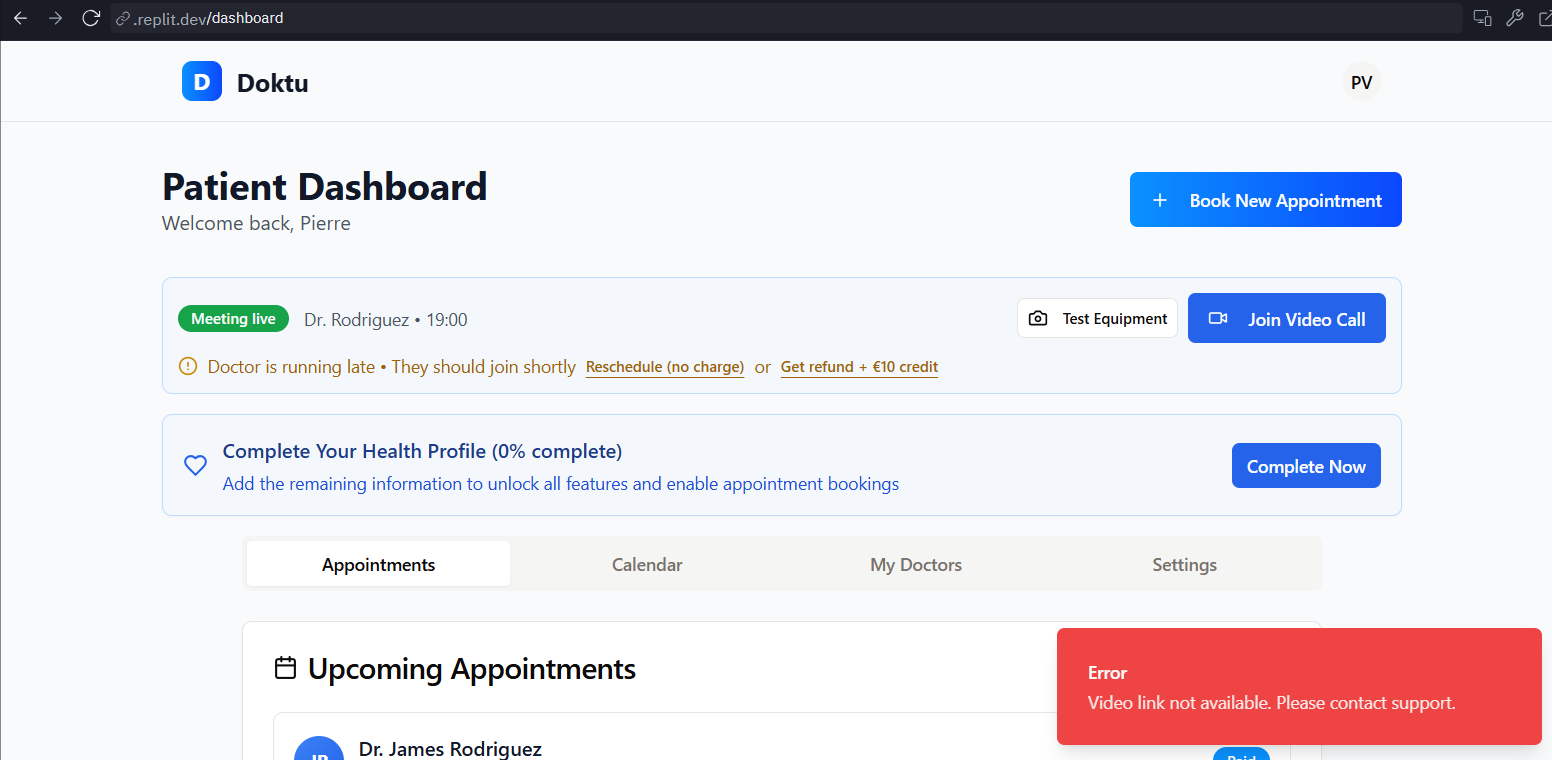 .replit.dev/dashboard
D Doktu
PV
Patient Dashboard
Welcome back, Pierre
+ Book New Appointment
Meeting live Dr. Rodriguez • 19:00
Test Equipment
Join Video Call
Doctor is running late • They should join shortly Reschedule (no charge) or Get refund + €10 credit
Complete Your Health Profile (0% complete)
Add the remaining information to unlock all features and enable appointment bookings
Complete Now
Appointments Calendar My Doctors Settings
Upcoming Appointments
Error
Video link not available. Please contact support.
Dr. James Rodriguez
Paid